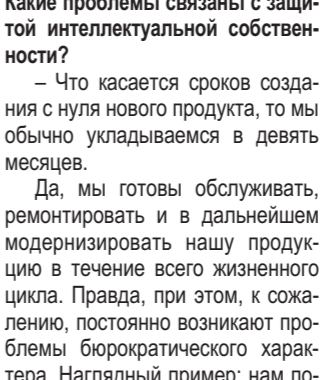 Какие проблемы связаны с защи-
той интеллектуальной собствен-
ности?
– Что касается сроков созда-
ния с нуля нового продукта, то мы
обычно укладываемся в девять
месяцев.
Да, мы готовы обслуживать,
ремонтировать и в дальнейшем
модернизировать нашу продук-
цию в течение всего жизненного
цикла. Правда, при этом, к сожа-
лению, постоянно возникают про-
блемы бюрократического харак-
тера. Наглядный пример: нам по-